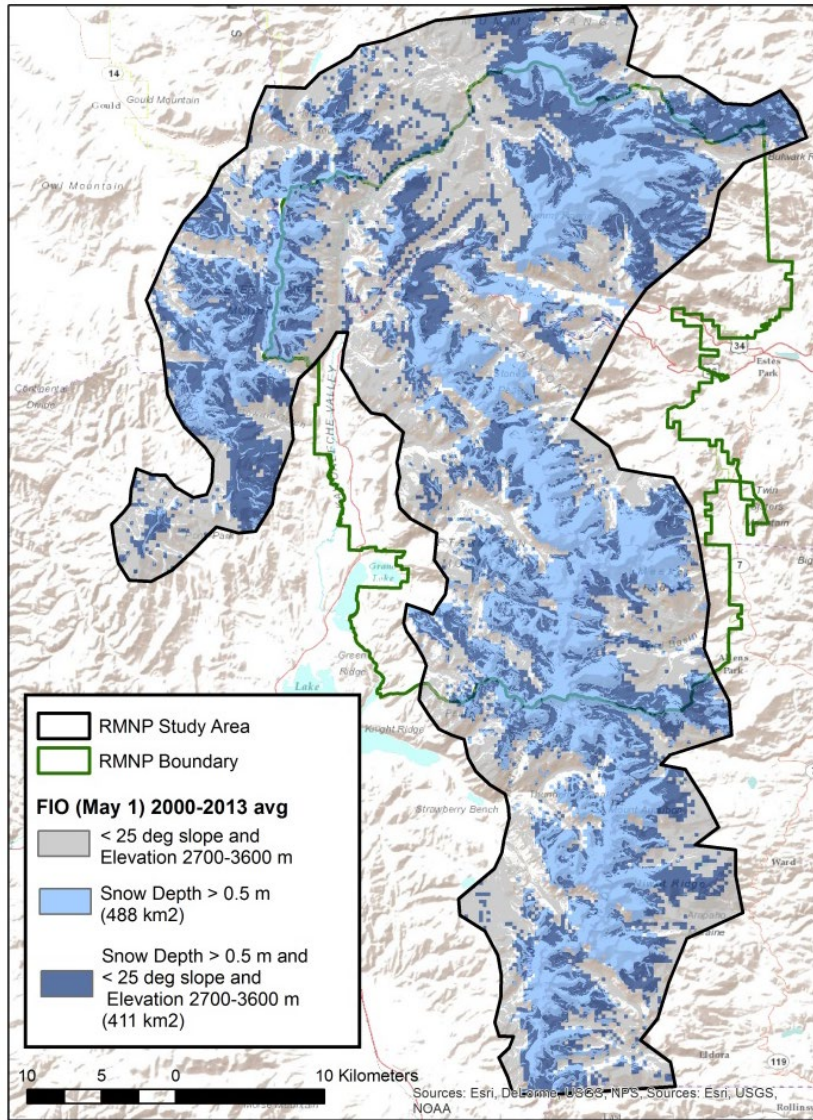 14
Gould
Gould Mountain
Owl Mountain
34
Estes
Park
Continental
Divide
Twin
7
Grand
Lake
Green
Ridge
Lake
Allens
Park
Knight Ridge
Strawberry Bench
Ward
Eldora
119
RMNP Study Area
RMNP Boundary
FIO (May 1) 2000-2013 avg
< 25 deg slope and
Elevation 2700-3600 m
Snow Depth > 0.5 m
(488 km2)
Snow Depth > 0.5 m and
< 25 deg slope and
Elevation 2700-3600 m
(411 km2)
10 5 0 10 Kilometers
Sources: Esri, DeLorme, USGS, NPS, Sources: Esri, USGS,
NOAA